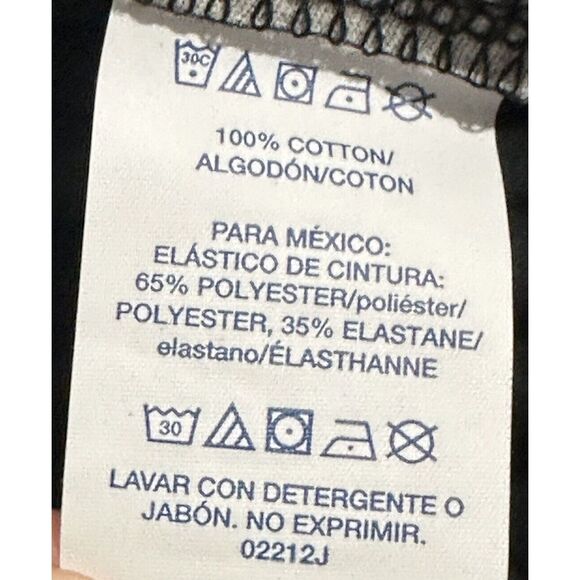 30C
100% COTTON/
ALGODÓN/COTON
PARA MÉXICO:
ELÁSTICO DE CINTURA:
65% POLYESTER/poliéster/
POLYESTER, 35% ELASTANE/
elastano/ÉLASTHANNE
30
LAVAR CON DETERGENTE O
JABÓN. NO EXPRIMIR.
02212J